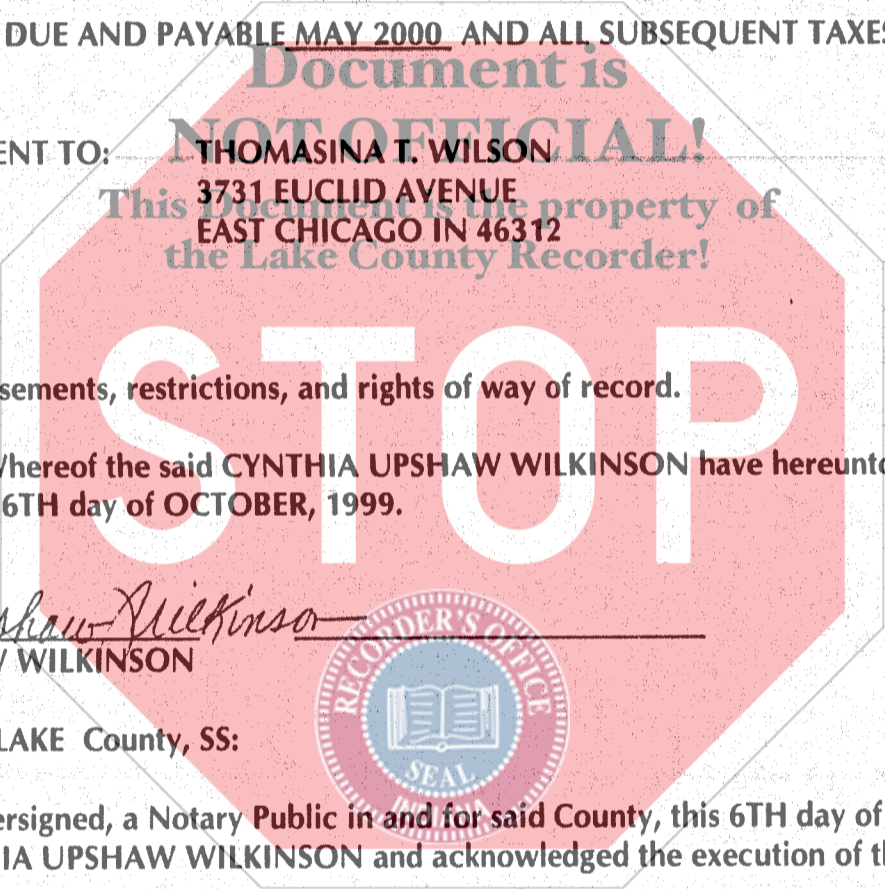 DUE AND PAYABLE MAY 2000 AND ALL SUBSEQUENT TAXES
Document is
NOT OFFICIAL!
ENT TO: THOMASINA T. WILSON
3731 EUCLID AVENUE
This Document is the property of
EAST CHICAGO IN 46312
the Lake County Recorder!
STOP
sements, restrictions, and rights of way of record.
Whereof the said CYNTHIA UPSHAW WILKINSON have hereunto
6TH day of OCTOBER, 1999.
shaw Wilkinson
WILKINSON
RECORDER'S OFFICE
SEAL
INDIANA
LAKE County, SS:
ersigned, a Notary Public in and for said County, this 6TH day of
IA UPSHAW WILKINSON and acknowledged the execution of th